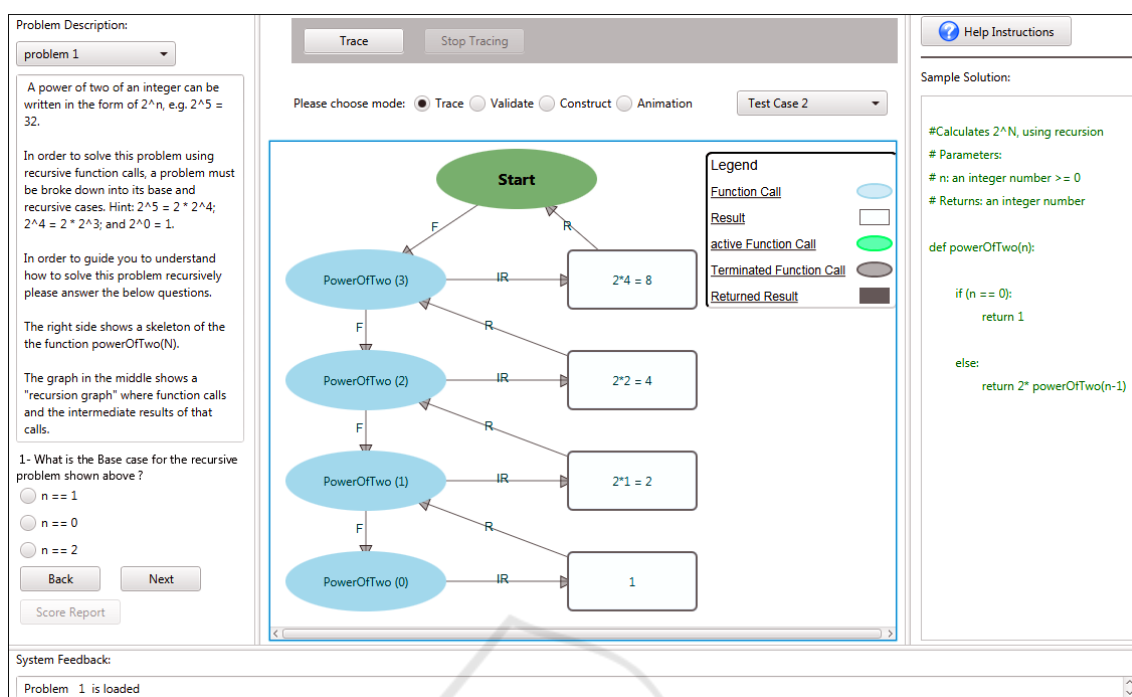 Problem Description:
problem 1
A power of two of an integer can be
written in the form of 2^n, e.g. 2^5 =
32.
In order to solve this problem using
recursive function calls, a problem must
be broke down into its base and
recursive cases. Hint: 2^5 = 2 * 2^4;
2^4 = 2 * 2^3; and 2^0 = 1.
In order to guide you to understand
how to solve this problem recursively
please answer the below questions.
The right side shows a skeleton of the
the function powerOfTwo(N).
The graph in the middle shows a
"recursion graph" where function calls
and the intermediate results of that
calls.
1- What is the Base case for the recursive
problem shown above ?
n == 1
n == 0
n == 2
Back Next
Score Report
Trace Stop Tracing
Please choose mode: Trace Validate Construct Animation Test Case 2
Start
F R
PowerOfTwo (3) IR 2*4 = 8
F R
PowerOfTwo (2) IR 2*2 = 4
F R
PowerOfTwo (1) IR 2*1 = 2
F R
PowerOfTwo (0) IR 1
Legend
Function Call
Result
active Function Call
Terminated Function Call
Returned Result
? Help Instructions
Sample Solution:
#Calculates 2^N, using recursion
# Parameters:
# n: an integer number >= 0
# Returns: an integer number
def powerOfTwo(n):
if (n == 0):
return 1
else:
return 2* powerOfTwo(n-1)
System Feedback:
Problem 1 is loaded